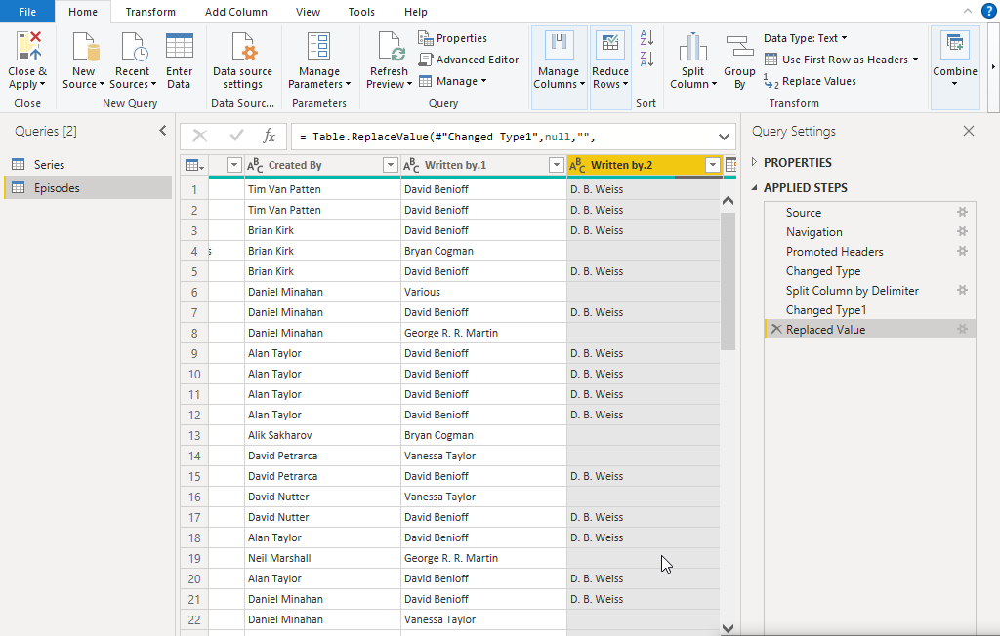 File Home Transform Add Column View Tools Help
Close & Apply
New Source
Recent Sources
Enter Data
Data source settings
Manage Parameters
Refresh Preview
Properties
Advanced Editor
Manage
Manage Columns
Reduce Rows
Split Column
Group By
Data Type: Text
Use First Row as Headers
Replace Values
Combine
Close New Query Data Sourc... Parameters Query Sort Transform
Queries [2]
Series
Episodes
fx = Table.ReplaceValue(#"Changed Type1",null,"",
ABC Created By ABC Written by.1 ABC Written by.2
1 Tim Van Patten David Benioff D. B. Weiss
2 Tim Van Patten David Benioff D. B. Weiss
3 Brian Kirk David Benioff D. B. Weiss
4 s Brian Kirk Bryan Cogman
5 Brian Kirk David Benioff D. B. Weiss
6 Daniel Minahan Various
7 Daniel Minahan David Benioff D. B. Weiss
8 Daniel Minahan George R. R. Martin
9 Alan Taylor David Benioff D. B. Weiss
10 Alan Taylor David Benioff D. B. Weiss
11 Alan Taylor David Benioff D. B. Weiss
12 Alan Taylor David Benioff D. B. Weiss
13 Alik Sakharov Bryan Cogman
14 David Petrarca Vanessa Taylor
15 David Petrarca David Benioff D. B. Weiss
16 David Nutter Vanessa Taylor
17 David Nutter David Benioff D. B. Weiss
18 Alan Taylor David Benioff D. B. Weiss
19 Neil Marshall George R. R. Martin
20 Alan Taylor David Benioff D. B. Weiss
21 Daniel Minahan David Benioff D. B. Weiss
22 Daniel Minahan Vanessa Taylor
Query Settings
PROPERTIES
APPLIED STEPS
Source
Navigation
Promoted Headers
Changed Type
Split Column by Delimiter
Changed Type1
Replaced Value